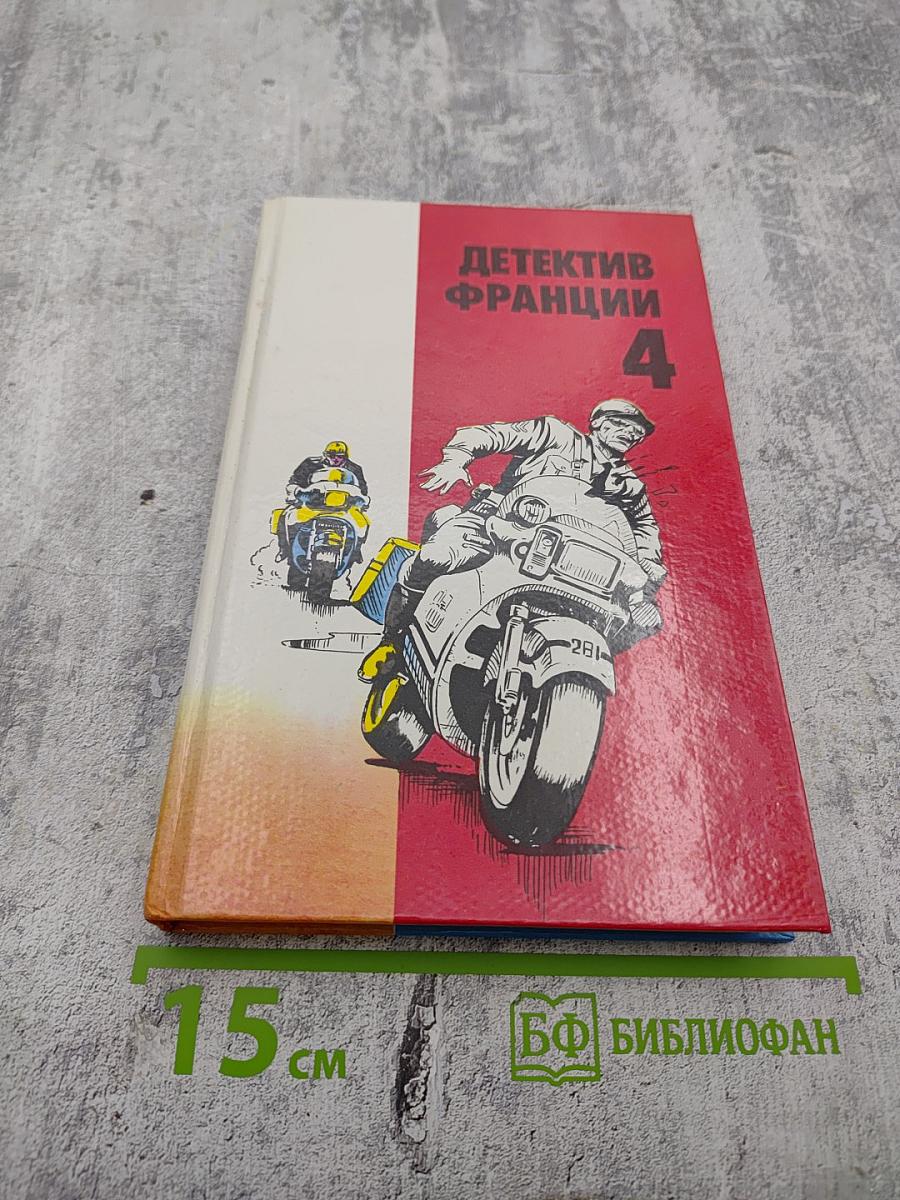 ДЕТЕКТИВ
ФРАНЦИИ
4
281
15 см
БФ БИБЛИОФАН